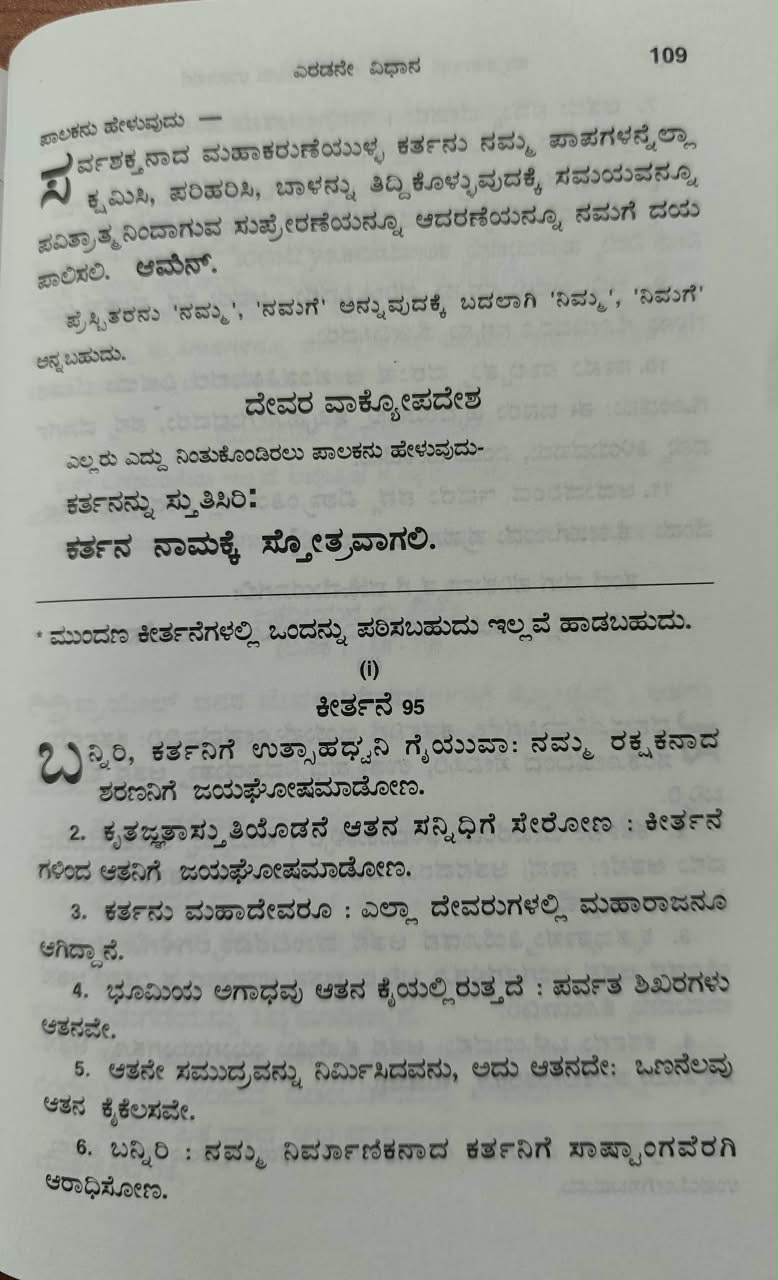 ಎರಡನೇ ವಿಧಾನ 109
ಪಾಲಕನು ಹೇಳುವುದು —
ಸರ್ವಶಕ್ತನಾದ ಮಹಾಕರುಣೆಯುಳ್ಳ ಕರ್ತನು ನಮ್ಮ ಪಾಪಗಳನ್ನೆಲ್ಲಾ
ಕ್ಷಮಿಸಿ, ಪರಿಹರಿಸಿ, ಬಾಳನ್ನು ತಿದ್ದಿಕೊಳ್ಳುವುದಕ್ಕೆ ಸಮಯವನ್ನೂ
ಪವಿತ್ರಾತ್ಮನಿಂದಾಗುವ ಸುಪ್ರೇರಣೆಯನ್ನೂ ಆದರಣೆಯನ್ನೂ ನಮಗೆ ದಯ
ಪಾಲಿಸಲಿ. ಆಮೆನ್.
ಪ್ರೆಸ್ಬಿತರನು 'ನಮ್ಮ', 'ನಮಗೆ' ಅನ್ನುವುದಕ್ಕೆ ಬದಲಾಗಿ 'ನಿಮ್ಮ', 'ನಿಮಗೆ'
ಅನ್ನಬಹುದು.
ದೇವರ ವಾಕ್ಯೋಪದೇಶ
ಎಲ್ಲರು ಎದ್ದು ನಿಂತುಕೊಂಡಿರಲು ಪಾಲಕನು ಹೇಳುವುದು-
ಕರ್ತನನ್ನು ಸ್ತುತಿಸಿರಿ:
ಕರ್ತನ ನಾಮಕ್ಕೆ ಸ್ತೋತ್ರವಾಗಲಿ.
* ಮುಂದಣ ಕೀರ್ತನೆಗಳಲ್ಲಿ ಒಂದನ್ನು ಪಠಿಸಬಹುದು ಇಲ್ಲವೆ ಹಾಡಬಹುದು.
(i)
ಕೀರ್ತನೆ 95
ಬನ್ನಿರಿ, ಕರ್ತನಿಗೆ ಉತ್ಸಾಹಧ್ವನಿ ಗೈಯುವಾ: ನಮ್ಮ ರಕ್ಷಕನಾದ
ಶರಣನಿಗೆ ಜಯಘೋಷಮಾಡೋಣ.
2. ಕೃತಜ್ಞತಾಸ್ತುತಿಯೊಡನೆ ಆತನ ಸನ್ನಿಧಿಗೆ ಸೇರೋಣ : ಕೀರ್ತನೆ
ಗಳಿಂದ ಆತನಿಗೆ ಜಯಘೋಷಮಾಡೋಣ.
3. ಕರ್ತನು ಮಹಾದೇವರೂ : ಎಲ್ಲಾ ದೇವರುಗಳಲ್ಲಿ ಮಹಾರಾಜನೂ
ಆಗಿದ್ದಾನೆ.
4. ಭೂಮಿಯ ಅಗಾಧವು ಆತನ ಕೈಯಲ್ಲಿರುತ್ತದೆ : ಪರ್ವತ ಶಿಖರಗಳು
ಆತನವೇ.
5. ಆತನೇ ಸಮುದ್ರವನ್ನು ನಿರ್ಮಿಸಿದವನು, ಅದು ಆತನದೇ: ಒಣನೆಲವು
ಆತನ ಕೈಕೆಲಸವೇ.
6. ಬನ್ನಿರಿ : ನಮ್ಮ ನಿರ್ಮಾಣಿಕನಾದ ಕರ್ತನಿಗೆ ಸಾಷ್ಟಾಂಗವೆರಗಿ
ಆರಾಧಿಸೋಣ.